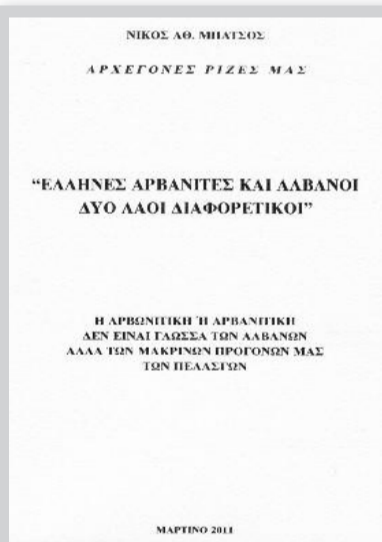 ΝΙΚΟΣ ΑΘ. ΜΠΑΤΣΟΣ
ΑΡΧΕΓΟΝΕΣ ΡΙΖΕΣ ΜΑΣ
“ΕΛΛΗΝΕΣ ΑΡΒΑΝΙΤΕΣ ΚΑΙ ΑΛΒΑΝΟΙ
ΔΥΟ ΛΑΟΙ ΔΙΑΦΟΡΕΤΙΚΟΙ”
Η ΑΡΒΩΝΙΤΙΚΗ Ή ΑΡΒΑΝΙΤΙΚΗ
ΔΕΝ ΕΙΝΑΙ ΓΛΩΣΣΑ ΤΩΝ ΑΛΒΑΝΩΝ
ΑΛΛΑ ΤΩΝ ΜΑΚΡΙΝΩΝ ΠΡΟΓΟΝΩΝ ΜΑΣ
ΤΩΝ ΠΕΛΑΣΓΩΝ
ΜΑΡΤΙΝΟ 2011